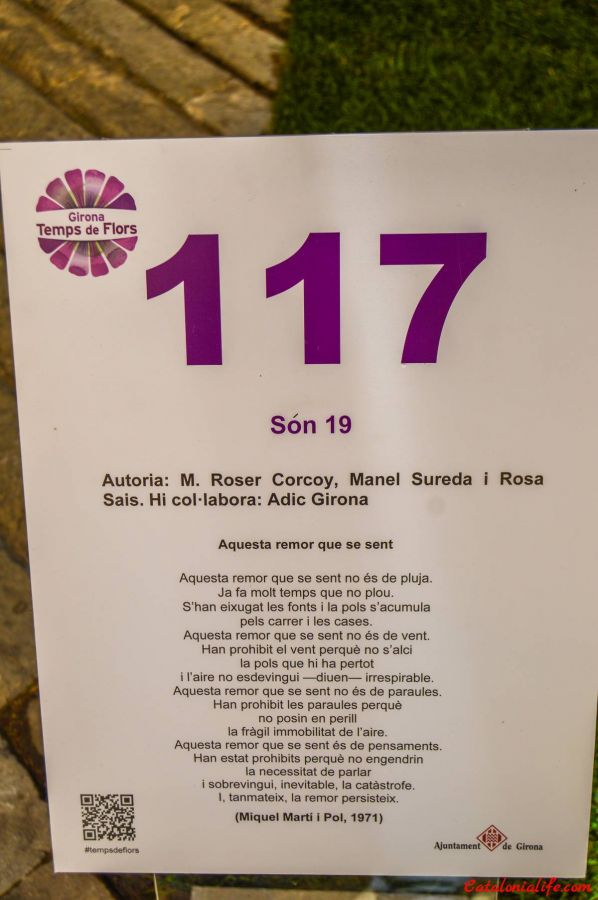 Girona
Temps de Flors
117
Són 19
Autoria: M. Roser Corcoy, Manel Sureda i Rosa
Sais. Hi col·labora: Adic Girona
Aquesta remor que se sent
Aquesta remor que se sent no és de pluja.
Ja fa molt temps que no plou.
S'han eixugat les fonts i la pols s'acumula
pels carrer i les cases.
Aquesta remor que se sent no és de vent.
Han prohibit el vent perquè no s'alci
la pols que hi ha pertot
i l'aire no esdevingui —diuen— irrespirable.
Aquesta remor que se sent no és de paraules.
Han prohibit les paraules perquè
no posin en perill
la fràgil immobilitat de l'aire.
Aquesta remor que se sent és de pensaments.
Han estat prohibits perquè no engendrin
la necessitat de parlar
i sobrevingui, inevitable, la catàstrofe.
I, tanmateix, la remor persisteix.
(Miquel Martí i Pol, 1971)
#tempsdeflors
Ajuntament de Girona
Catalonialife.com